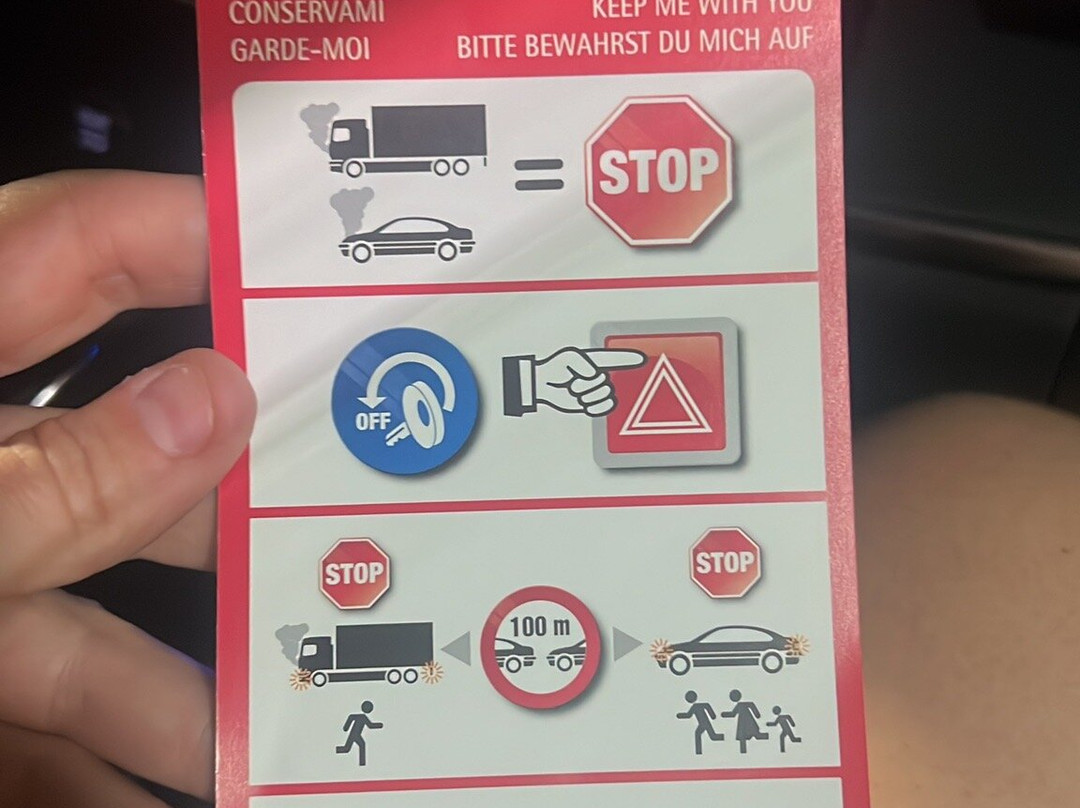 CONSERVAMI
KEEP ME WITH YOU
GARDE-MOI
BITTE BEWAHRST DU MICH AUF
STOP
OFF
STOP
STOP
100 m